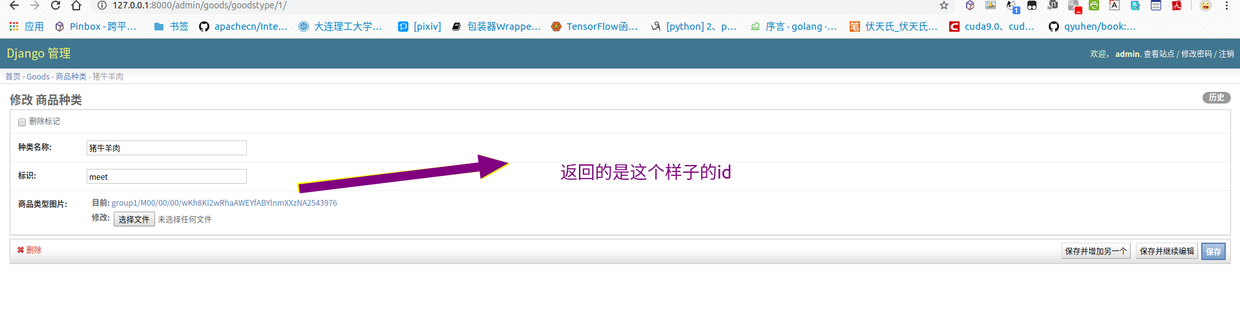 127.0.0.1:8000/admin/goods/goodstype/1/
应用 Pinbox - 跨平… 书签 apachecn/Inte… 大连理工大学… [pixiv] 包装器Wrappe… TensorFlow函… [python] 2、p… 序言 · golang ·… 伏天氏_伏天氏… cuda9.0、cud… qyuhen/book:…
Django 管理
欢迎， admin. 查看站点 / 修改密码 / 注销
首页 › Goods › 商品种类 › 猪牛羊肉
修改 商品种类
历史
删除标记
种类名称: 猪牛羊肉
返回的是这个样子的id
标识: meet
商品类型图片: 目前: group1/M00/00/00/wKh8Kl2wRhaAWEYfABYlnmXXzNA2543976
修改: 选择文件 未选择任何文件
删除
保存并增加另一个 保存并继续编辑 保存